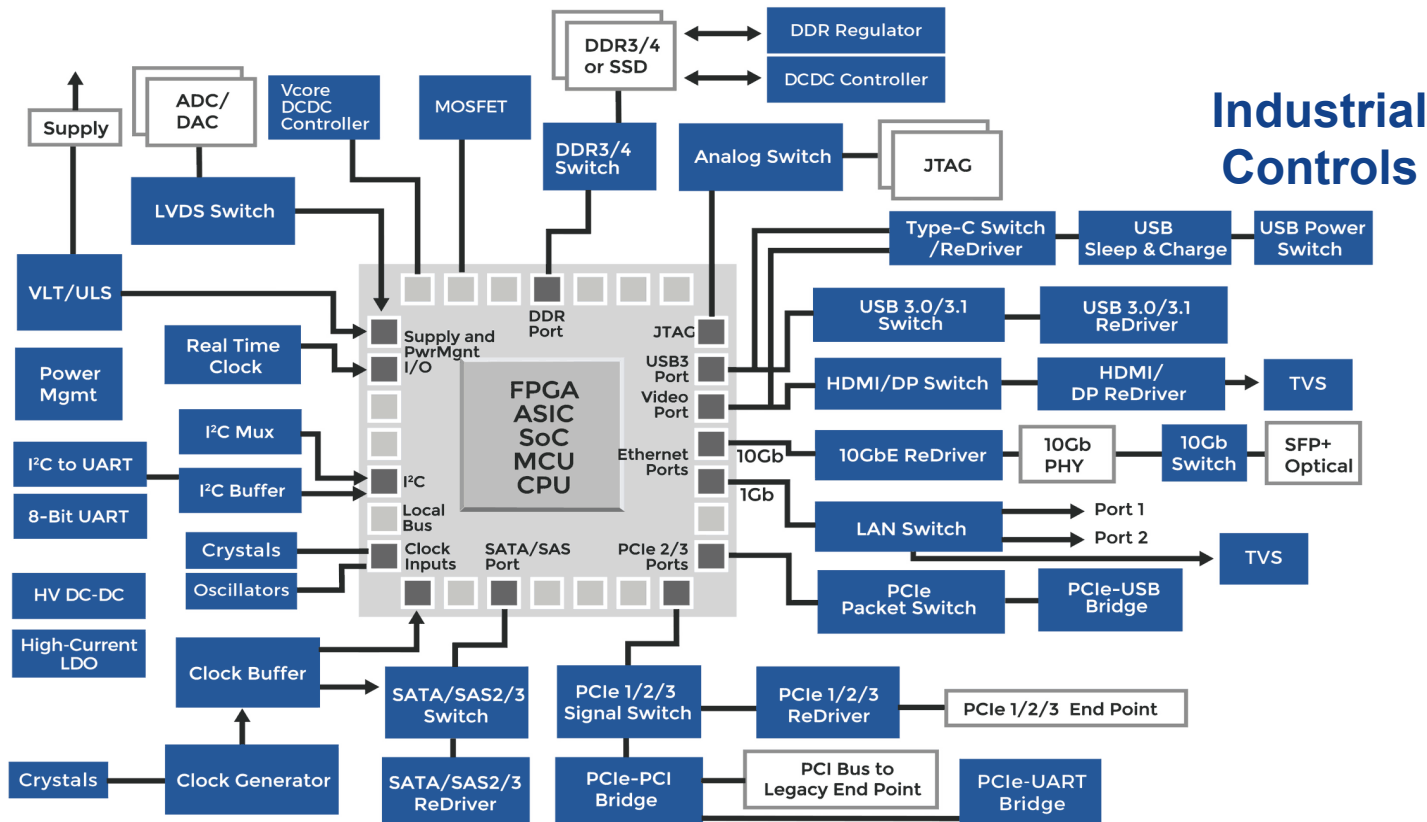 Industrial
Controls
DDR3/4
or SSD
DDR Regulator
DCDC Controller
Supply
ADC/
DAC
Vcore
DCDC
Controller
MOSFET
DDR3/4
Switch
Analog Switch
JTAG
LVDS Switch
Type-C Switch
/ReDriver
USB
Sleep & Charge
USB Power
Switch
VLT/ULS
DDR
Port
JTAG
USB 3.0/3.1
Switch
USB 3.0/3.1
ReDriver
Real Time
Clock
Supply and
PwrMgnt
I/O
USB3
Port
Power
Mgmt
FPGA
ASIC
SoC
MCU
CPU
Video
Port
HDMI/DP Switch
HDMI/
DP ReDriver
TVS
I²C Mux
I²C to UART
I²C Buffer
I²C
Ethernet
Ports
10Gb
10GbE ReDriver
10Gb
PHY
10Gb
Switch
SFP+
Optical
1Gb
8-Bit UART
Local
Bus
LAN Switch
Port 1
Port 2
TVS
Crystals
Oscillators
Clock
Inputs
SATA/SAS
Port
PCIe 2/3
Ports
HV DC-DC
PCIe
Packet Switch
PCIe-USB
Bridge
High-Current
LDO
Clock Buffer
SATA/SAS2/3
Switch
PCIe 1/2/3
Signal Switch
PCIe 1/2/3
ReDriver
PCIe 1/2/3 End Point
Crystals
Clock Generator
SATA/SAS2/3
ReDriver
PCIe-PCI
Bridge
PCI Bus to
Legacy End Point
PCIe-UART
Bridge